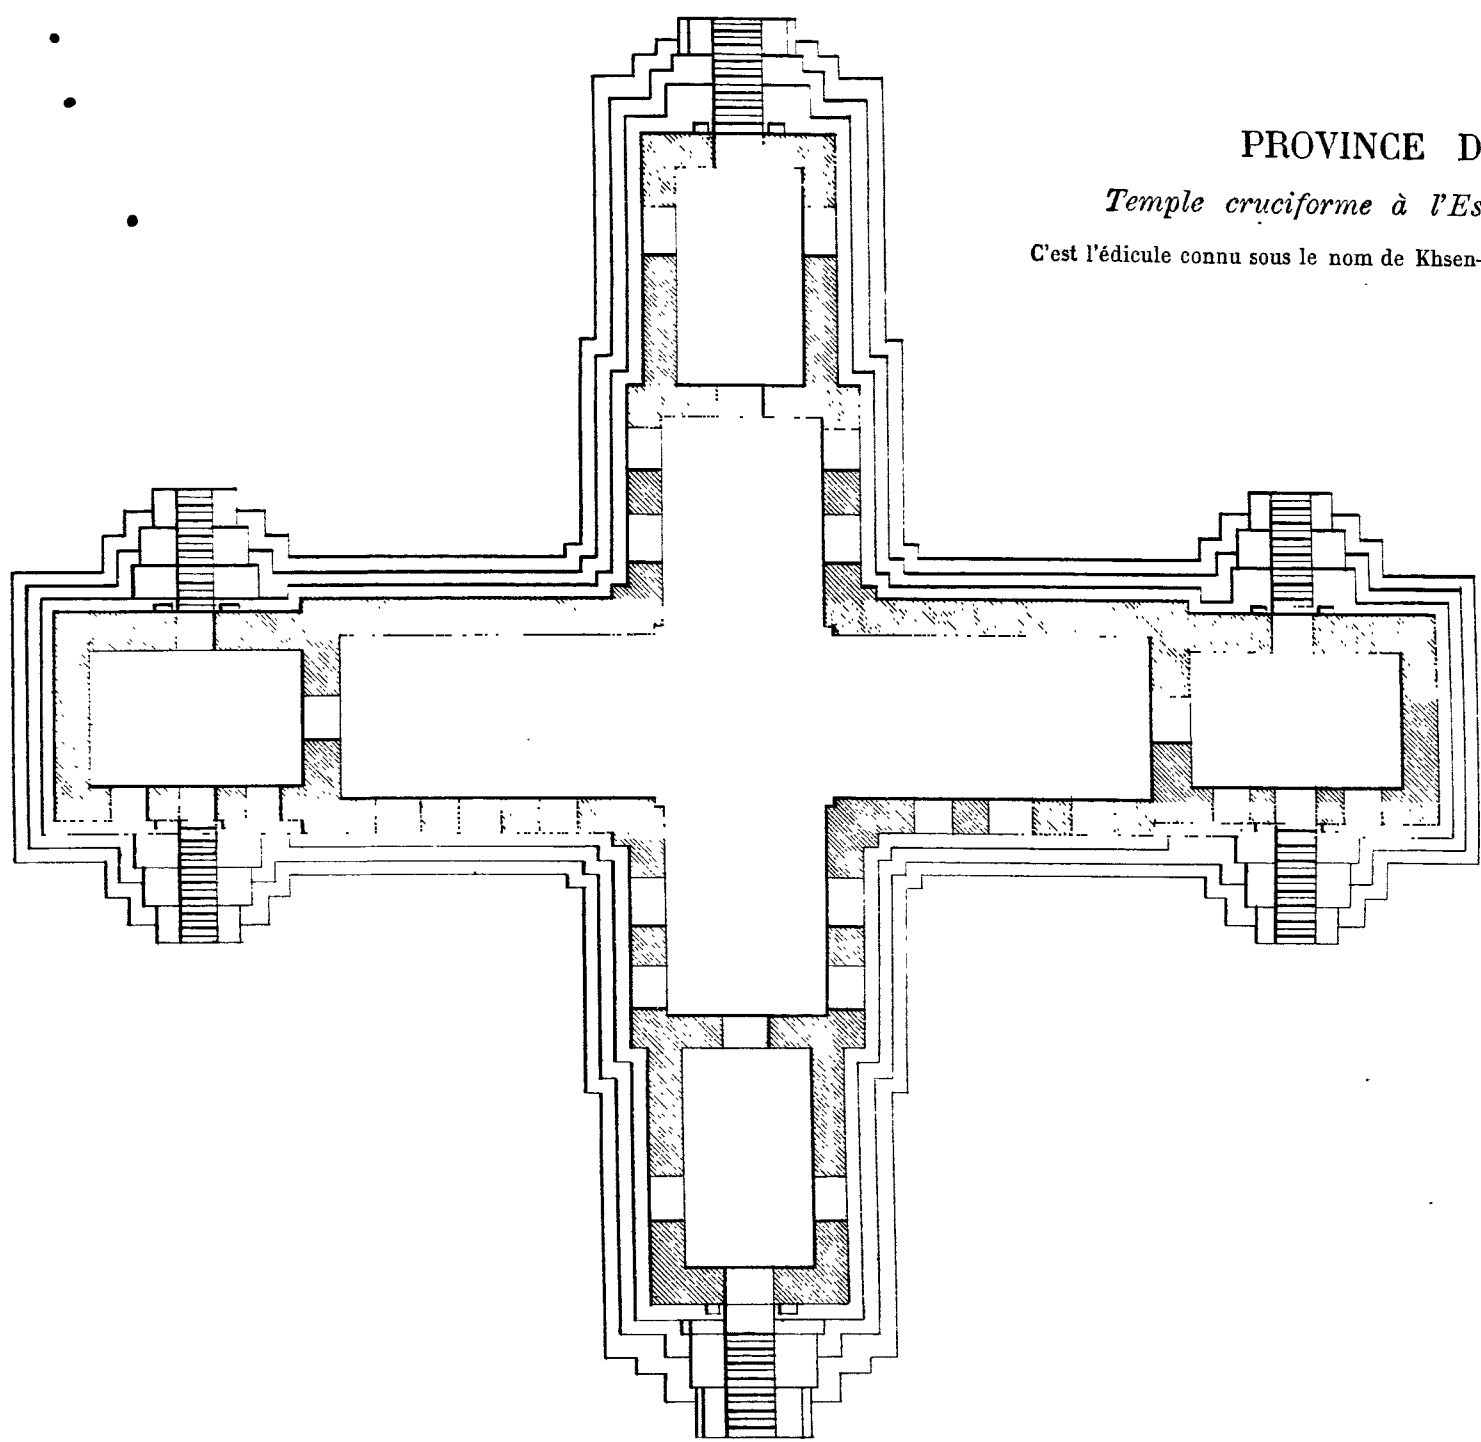 PROVINCE D
Temple cruciforme à l'Es
C'est l'édicule connu sous le nom de Khsen-